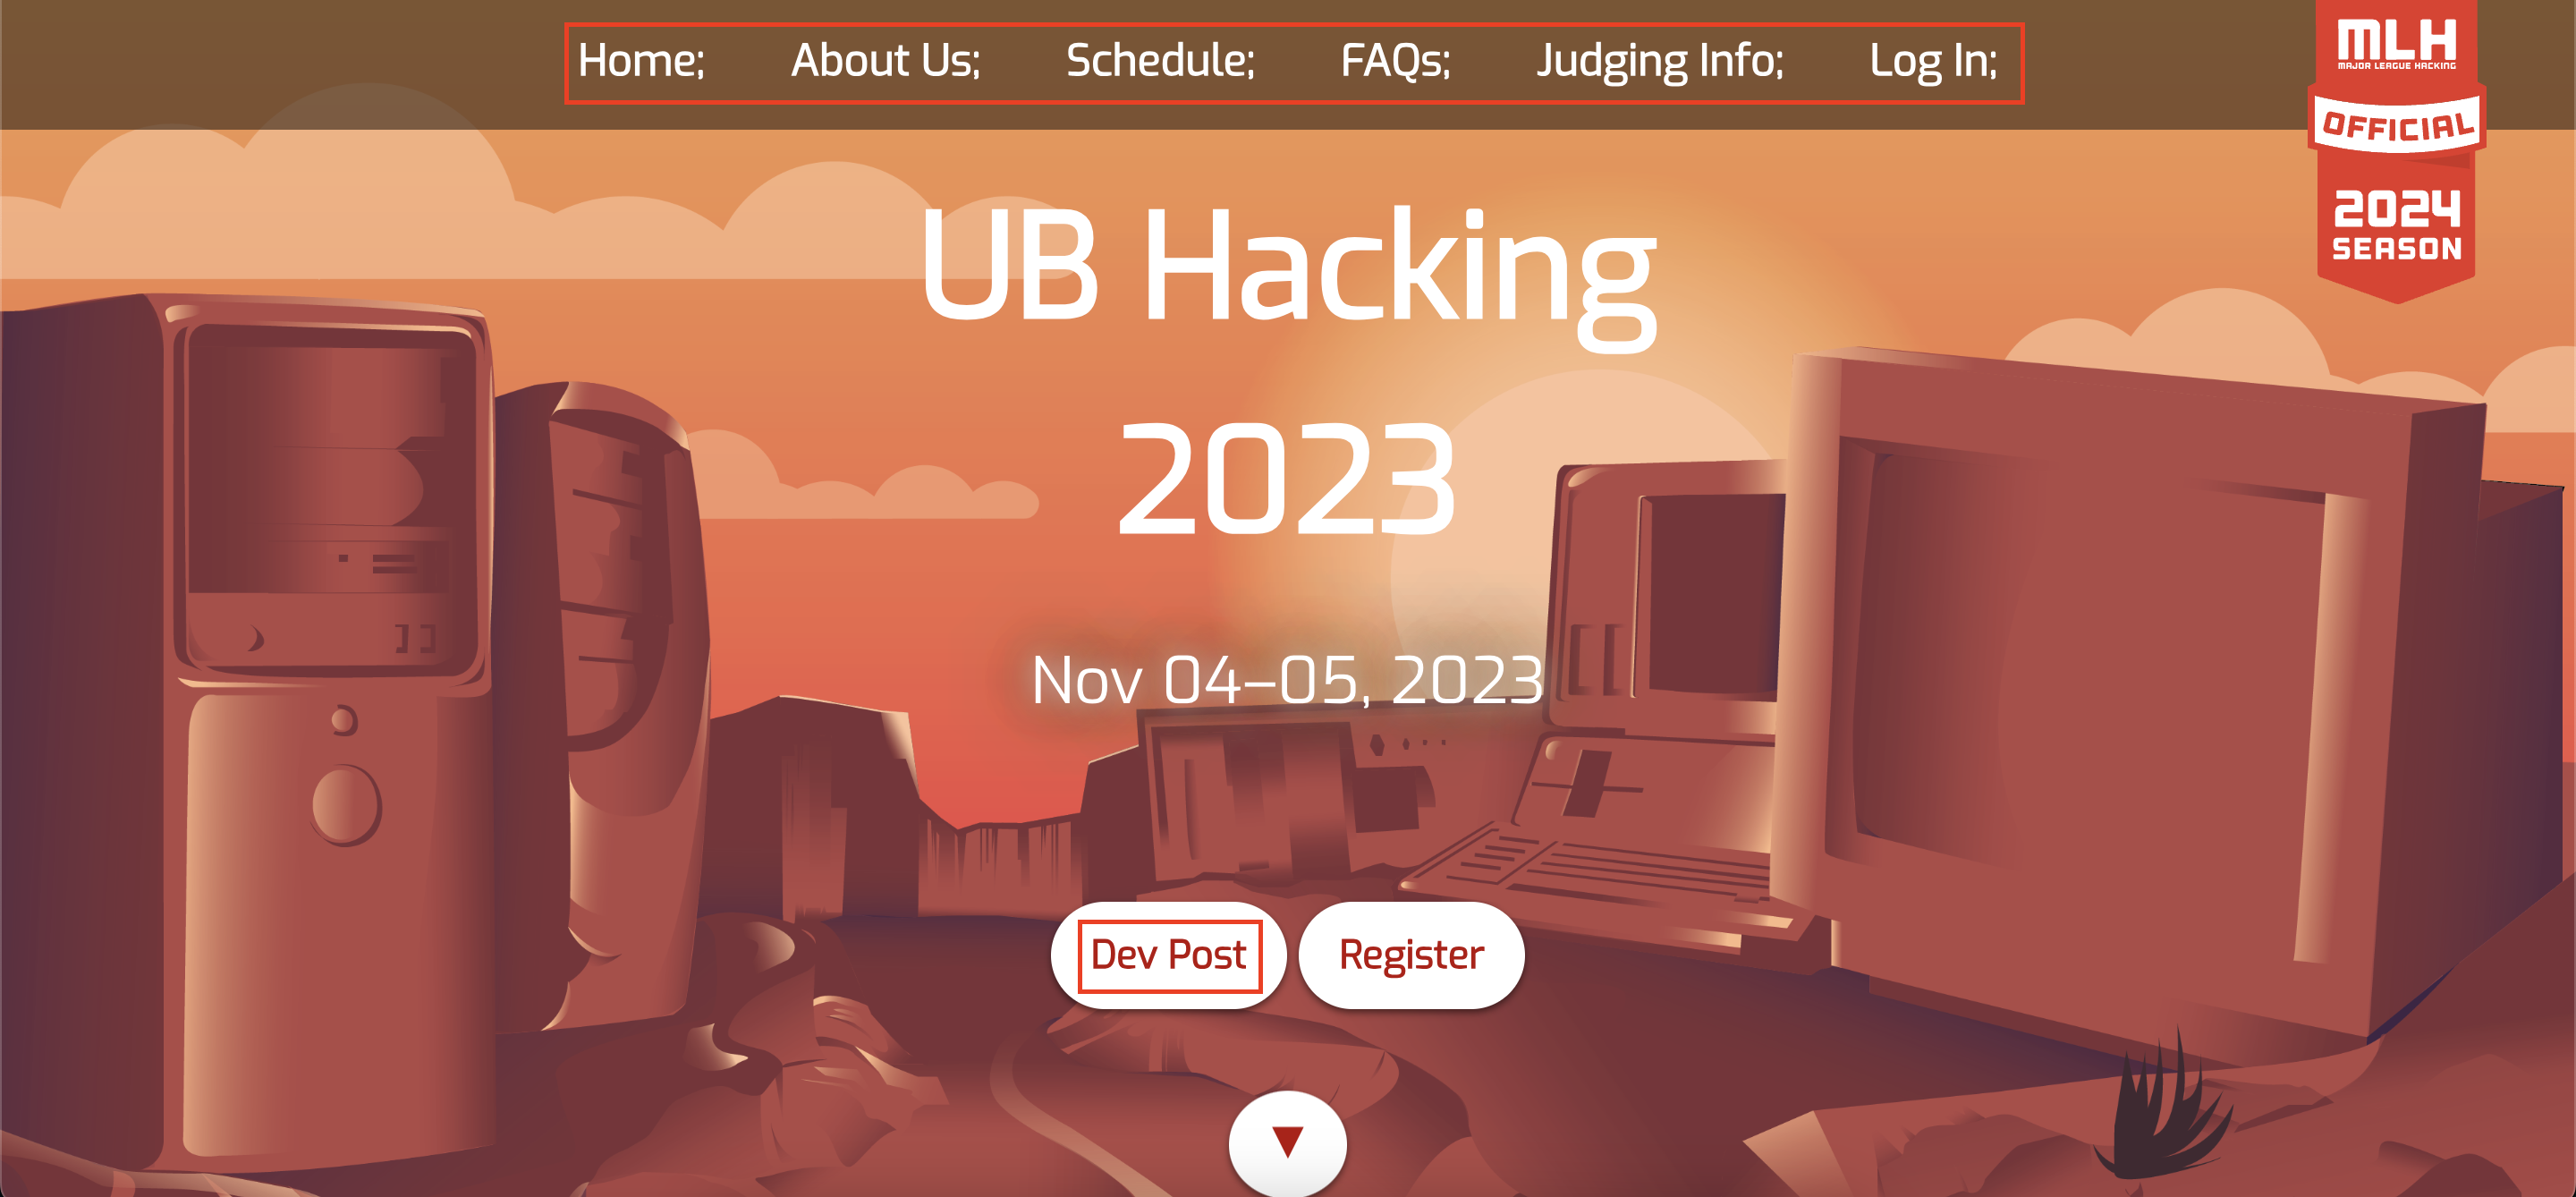 Home; About Us; Schedule; FAQs; Judging Info; Log In;
MLH
MAJOR LEAGUE HACKING
OFFICIAL
2024
SEASON
UB Hacking
2023
Nov 04–05, 2023
Dev Post Register